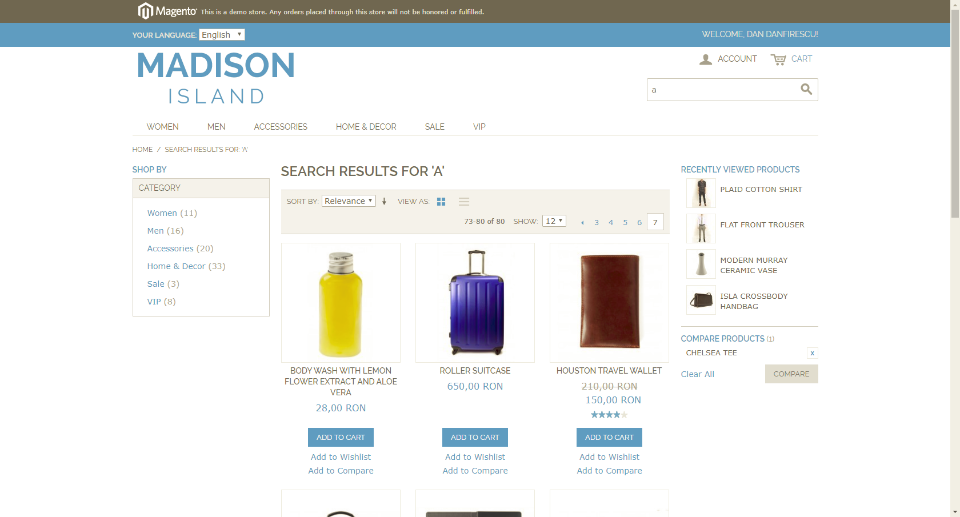 Magento This is a demo store. Any orders placed through this store will not be honored or fulfilled.
YOUR LANGUAGE: English WELCOME, DAN DANFIRESCU!
MADISON
ISLAND
ACCOUNT CART
a
WOMEN MEN ACCESSORIES HOME & DECOR SALE VIP
HOME / SEARCH RESULTS FOR: 'A'
SHOP BY
CATEGORY
Women (11)
Men (16)
Accessories (20)
Home & Decor (33)
Sale (3)
VIP (8)
SEARCH RESULTS FOR 'A'
SORT BY: Relevance VIEW AS:
73-80 of 80 SHOW: 12 3 4 5 6 7
BODY WASH WITH LEMON
FLOWER EXTRACT AND ALOE
VERA
28,00 RON
ADD TO CART
Add to Wishlist
Add to Compare
ROLLER SUITCASE
650,00 RON
ADD TO CART
Add to Wishlist
Add to Compare
HOUSTON TRAVEL WALLET
210,00 RON
150,00 RON
ADD TO CART
Add to Wishlist
Add to Compare
RECENTLY VIEWED PRODUCTS
PLAID COTTON SHIRT
FLAT FRONT TROUSER
MODERN MURRAY
CERAMIC VASE
ISLA CROSSBODY
HANDBAG
COMPARE PRODUCTS (1)
CHELSEA TEE x
Clear All COMPARE